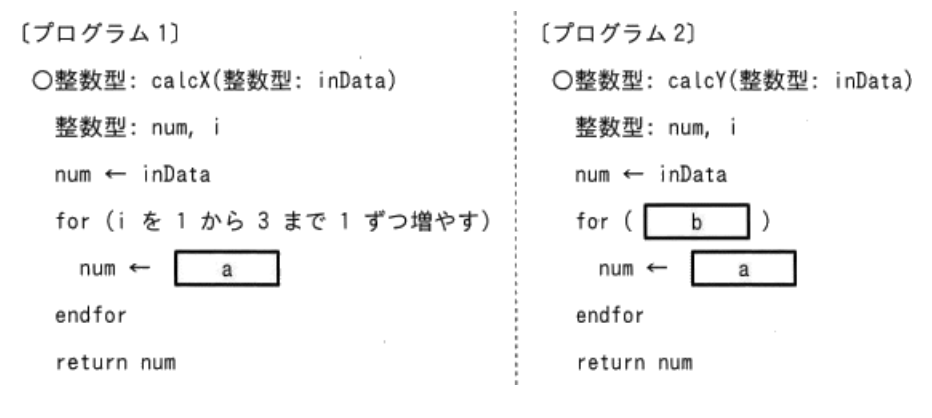 〔プログラム1〕
〇整数型: calcX(整数型: inData)
整数型: num, i
num ← inData
for (i を 1 から 3 まで 1 ずつ増やす)
num ← a
endfor
return num
〔プログラム2〕
〇整数型: calcY(整数型: inData)
整数型: num, i
num ← inData
for ( b )
num ← a
endfor
return num